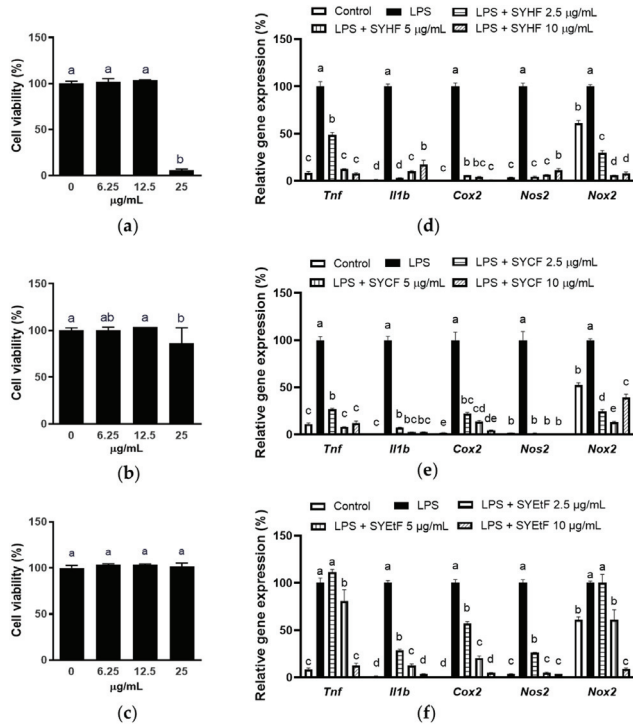 Cell viability (%)
150
100
50
0
a a a b
0 6.25 12.5 25
µg/mL
(a)
Control LPS LPS + SYHF 2.5 µg/mL
LPS + SYHF 5 µg/mL LPS + SYHF 10 µg/mL
Relative gene expression (%)
150
100
50
0
c a b c c d a d c b c a b bc c c a c c b b a c d d
Tnf Il1b Cox2 Nos2 Nox2
(d)
Cell viability (%)
150
100
50
0
a ab a b
0 6.25 12.5 25
µg/mL
(b)
Control LPS LPS + SYCF 2.5 µg/mL
LPS + SYCF 5 µg/mL LPS + SYCF 10 µg/mL
Relative gene expression (%)
150
100
50
0
c a b c c c a b bc bc e a bc cd de b a b b b b a d e c
Tnf Il1b Cox2 Nos2 Nox2
(e)
Cell viability (%)
150
100
50
0
a a a a
0 6.25 12.5 25
µg/mL
(c)
Control LPS LPS + SYEtF 2.5 µg/mL
LPS + SYEtF 5 µg/mL LPS + SYEtF 10 µg/mL
Relative gene expression (%)
150
100
50
0
c a a b c d a b c d d a b c d c a b c c b a a b c
Tnf Il1b Cox2 Nos2 Nox2
(f)